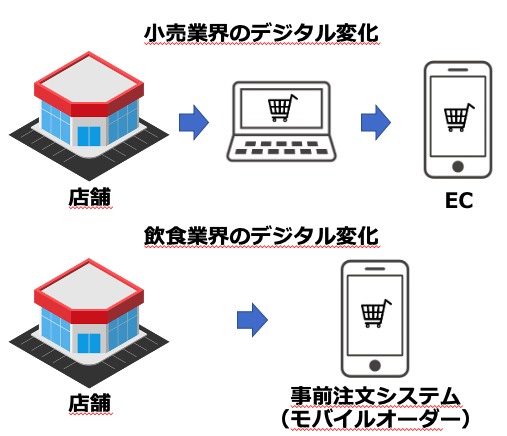 小売業界のデジタル変化
店舗
EC
飲食業界のデジタル変化
店舗
事前注文システム
（モバイルオーダー）